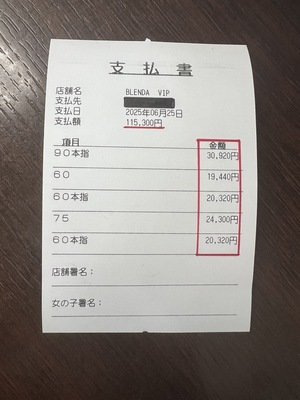 支払書
店舗名 BLENDA VIP
支払先
支払日 2025年06月25日
支払額 115,300円
項目 金額
90本指 30,920円
60 19,440円
60本指 20,320円
75 24,300円
60本指 20,320円
店舗署名:
女の子署名: